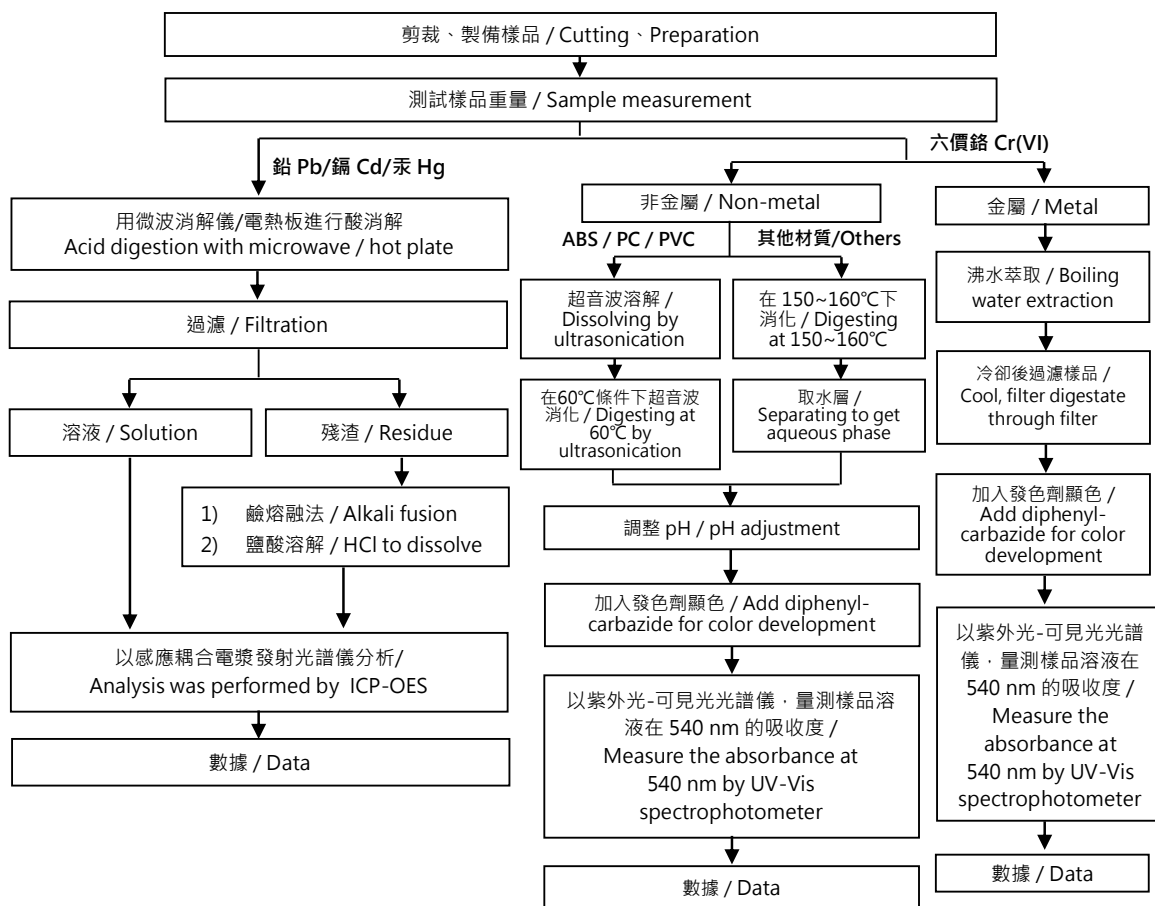 剪裁、製備樣品 / Cutting、Preparation
測試樣品重量 / Sample measurement
鉛 Pb/鎘 Cd/汞 Hg
用微波消解儀/電熱板進行酸消解
Acid digestion with microwave / hot plate
過濾 / Filtration
溶液 / Solution
殘渣 / Residue
1) 鹼熔融法 / Alkali fusion
2) 鹽酸溶解 / HCl to dissolve
以感應耦合電漿發射光譜儀分析/
Analysis was performed by ICP-OES
數據 / Data
六價鉻 Cr(VI)
非金屬 / Non-metal
ABS / PC / PVC
其他材質/Others
超音波溶解 /
Dissolving by
ultrasonication
在60℃條件下超音波
消化 / Digesting at
60℃ by
ultrasonication
在 150~160℃下
消化 / Digesting
at 150~160℃
取水層 /
Separating to get
aqueous phase
調整 pH / pH adjustment
加入發色劑顯色 / Add diphenyl-
carbazide for color development
以紫外光-可見光光譜儀，量測樣品溶
液在 540 nm 的吸收度 /
Measure the absorbance at
540 nm by UV-Vis
spectrophotometer
數據 / Data
金屬 / Metal
沸水萃取 / Boiling
water extraction
冷卻後過濾樣品 /
Cool, filter digestate
through filter
加入發色劑顯色 /
Add diphenyl-
carbazide for color
development
以紫外光-可見光光譜
儀，量測樣品溶液在
540 nm 的吸收度 /
Measure the
absorbance at
540 nm by UV-Vis
spectrophotometer
數據 / Data